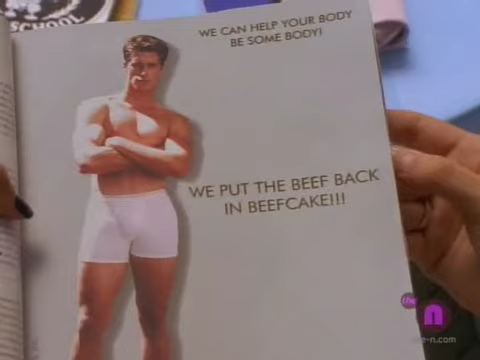 SCHOOL
WE CAN HELP YOUR BODY
BE SOME BODY!
WE PUT THE BEEF BACK
IN BEEFCAKE!!!
the
n
e-n.com